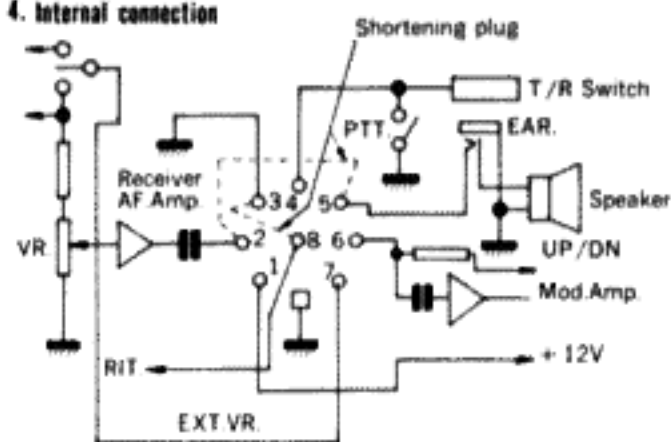 4. Internal connection
Shortening plug
T/R Switch
PTT.
EAR.
Receiver
AF.Amp.
3 4 5
Speaker
VR.
2 8 6
UP/DN
1 7
Mod.Amp.
RIT
+12V
EXT.VR.